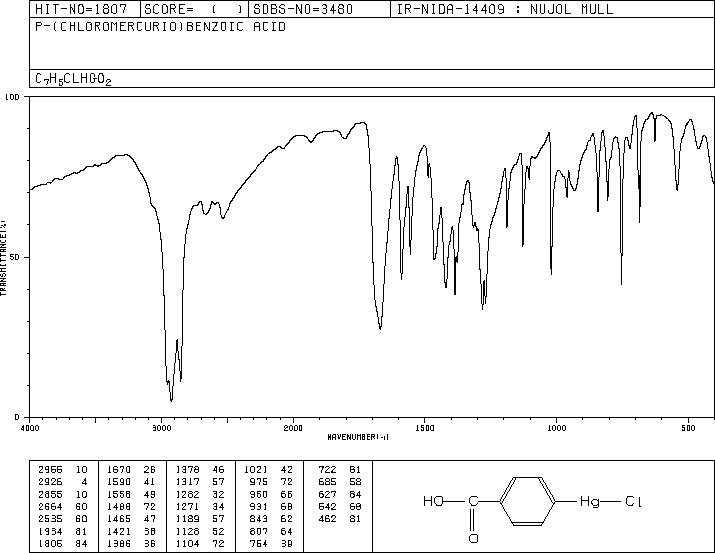 HIT-NO=1807 SCORE= ( ) SDBS-NO=3480 IR-NIDA-14409 : NUJOL MULL
P-(CHLOROMERCURIO)BENZOIC ACID
C7H5CLHGO2
100
TRANSMITTANCE(%)
50
0
4000 3000 2000 1500 1000 500
WAVENUMBER(-1)
2955 10 1670 26 1378 46 1021 42 722 81
2926 4 1590 41 1317 57 975 72 685 58
2855 10 1558 49 1282 32 960 66 627 84
2664 60 1488 72 1271 34 931 68 542 68
2535 60 1465 47 1189 57 843 62 462 81
1934 81 1421 38 1128 52 807 64
1805 84 1386 36 1104 72 754 39
HO C Hg Cl
O